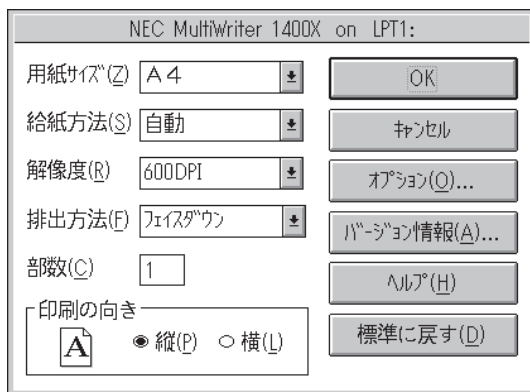 NEC MultiWriter 1400X on LPT1:
用紙ｻｲｽﾞ(Z) A4
給紙方法(S) 自動
解像度(R) 600DPI
排出方法(F) ﾌｪｲｽﾀﾞｳﾝ
部数(C) 1
印刷の向き
A 縦(P) 横(L)
OK
ｷｬﾝｾﾙ
ｵﾌﾟｼｮﾝ(O)...
ﾊﾞｰｼﾞｮﾝ情報(A)...
ﾍﾙﾌﾟ(H)
標準に戻す(D)